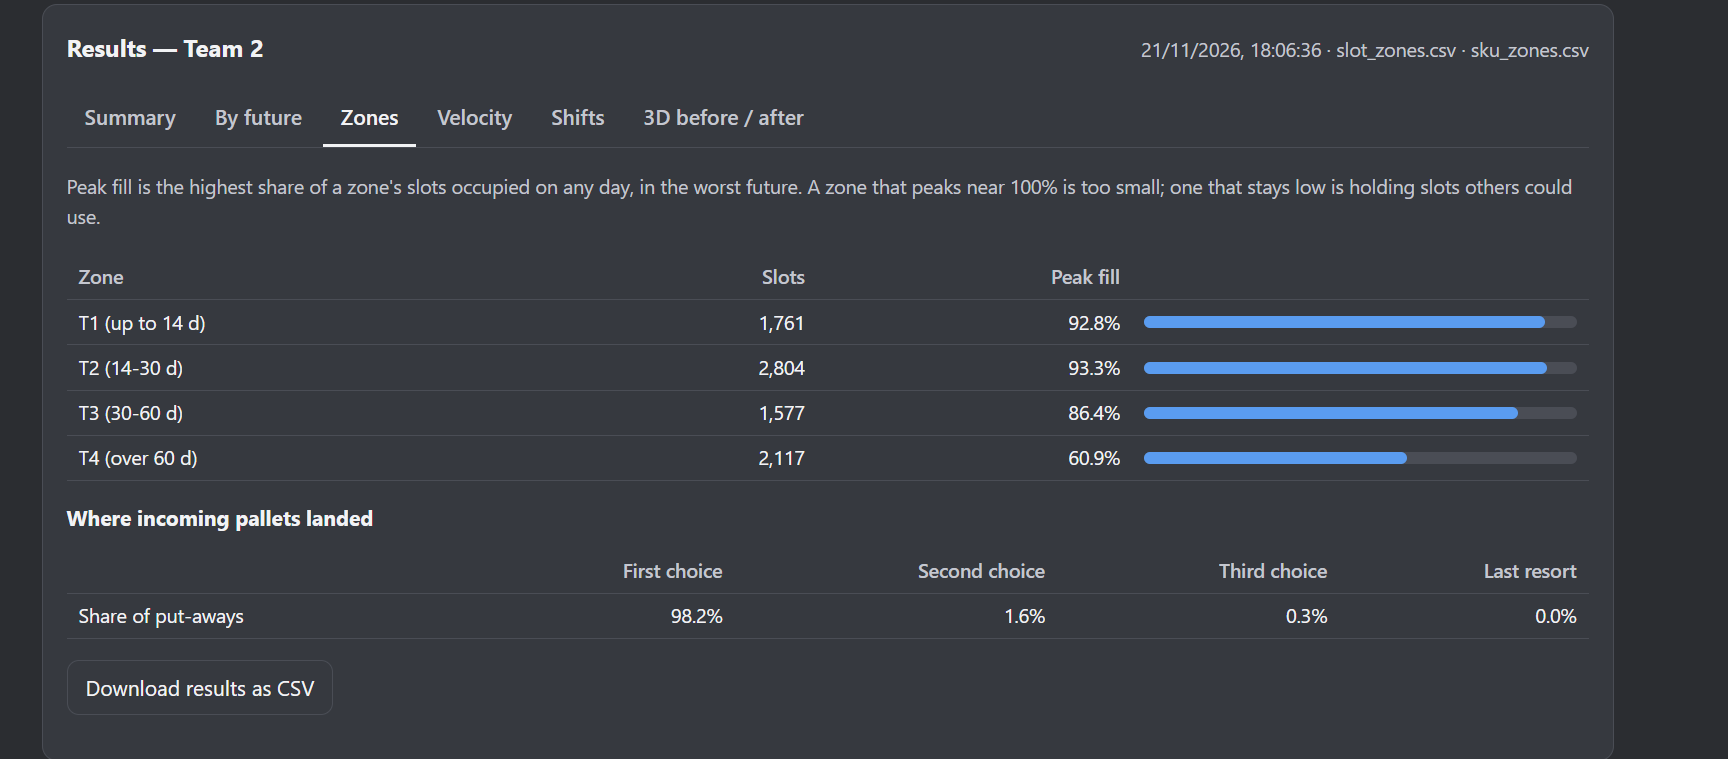 Results — Team 2
21/11/2026, 18:06:36 · slot_zones.csv · sku_zones.csv
Summary By future Zones Velocity Shifts 3D before / after
Peak fill is the highest share of a zone's slots occupied on any day, in the worst future. A zone that peaks near 100% is too small; one that stays low is holding slots others could
use.
Zone Slots Peak fill
T1 (up to 14 d) 1,761 92.8%
T2 (14-30 d) 2,804 93.3%
T3 (30-60 d) 1,577 86.4%
T4 (over 60 d) 2,117 60.9%
Where incoming pallets landed
First choice Second choice Third choice Last resort
Share of put-aways 98.2% 1.6% 0.3% 0.0%
Download results as CSV